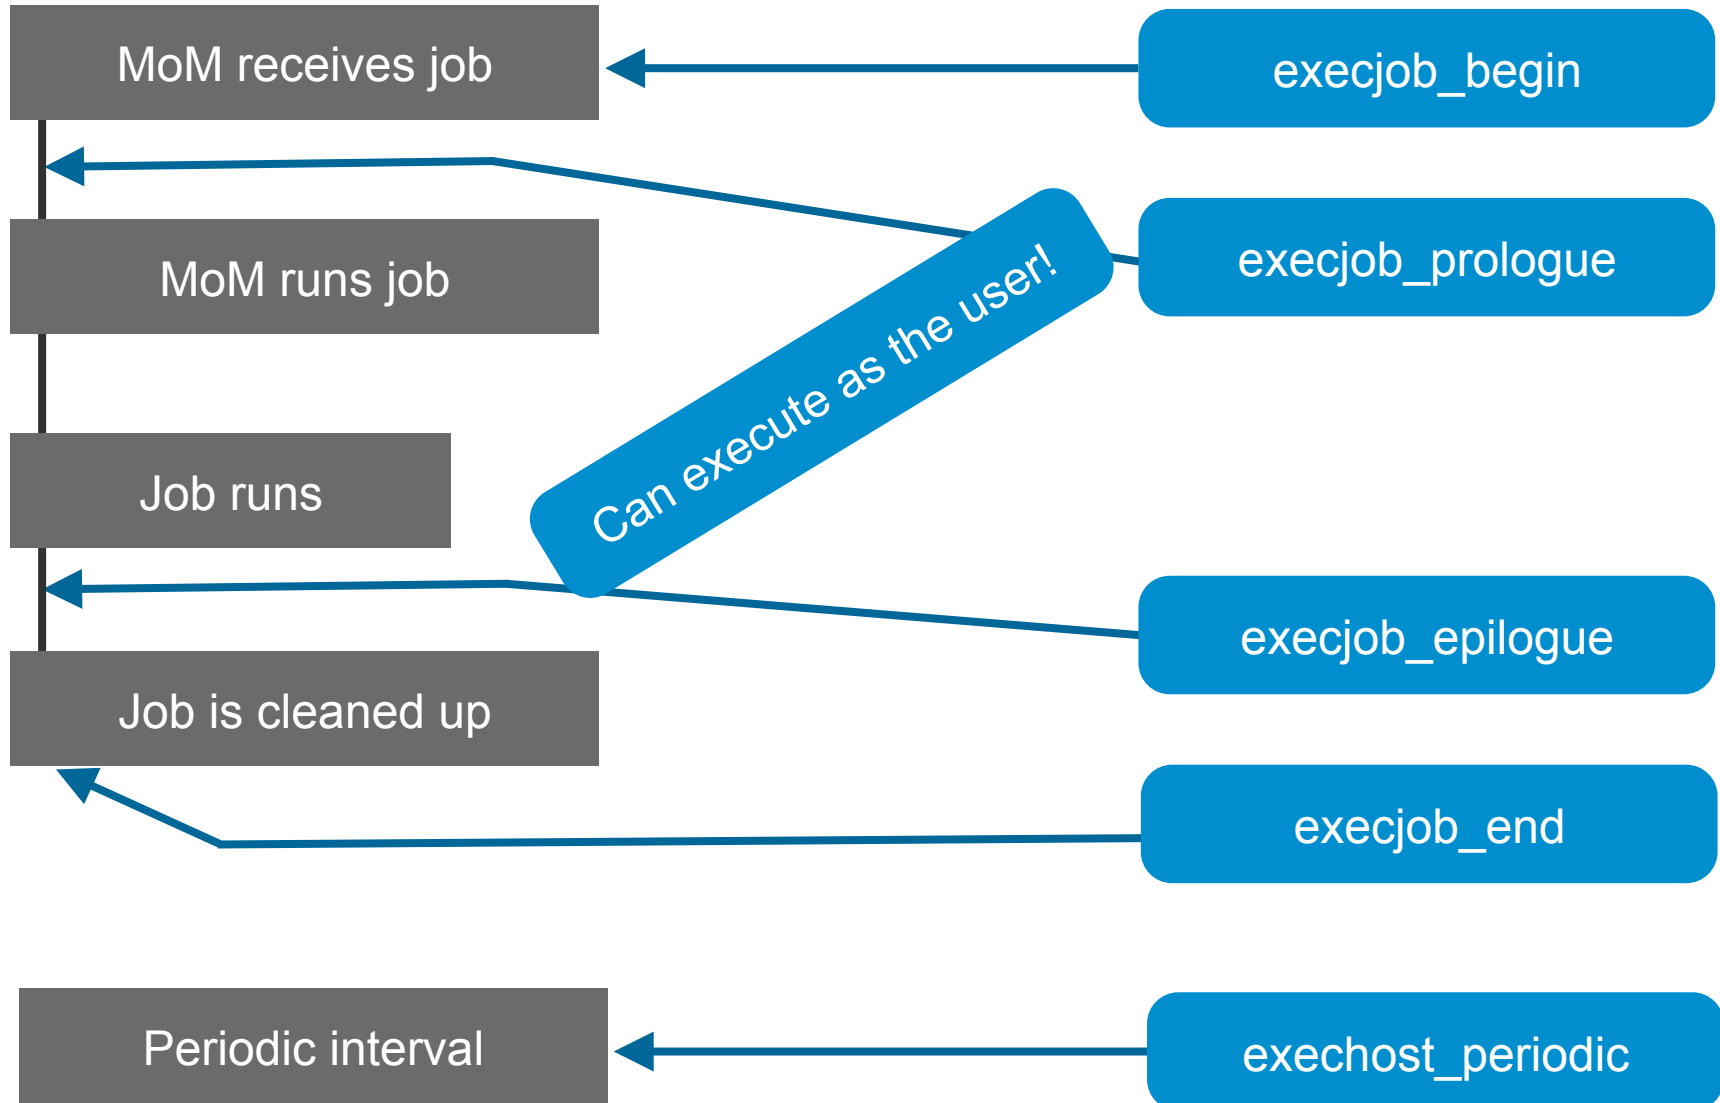 MoM receives job
execjob_begin
MoM runs job
execjob_prologue
Can execute as the user!
Job runs
execjob_epilogue
Job is cleaned up
execjob_end
Periodic interval
exechost_periodic